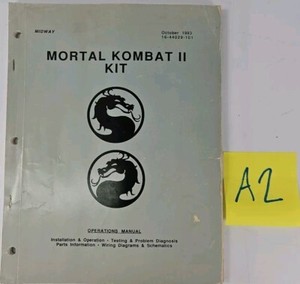 MIDWAY
October 1993
MORTAL KOMBAT II
KIT
OPERATIONS MANUAL
Installation & Operation - Testing & Problem Diagnosis
Parts Information - Wiring Diagrams & Schematics
A2